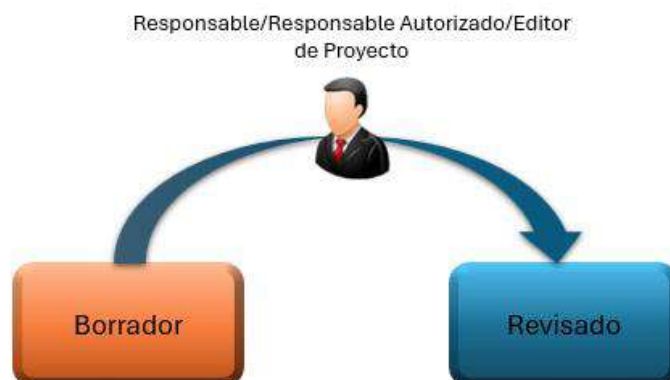 Responsable/Responsable Autorizado/Editor
de Proyecto
Borrador
Revisado